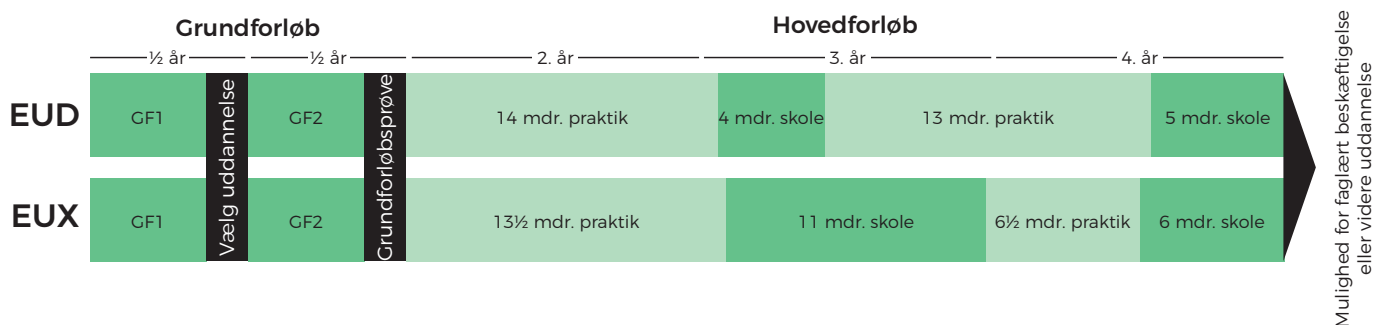 Grundforløb
Hovedforløb
½ år
½ år
2. år
3. år
4. år
EUD
GF1
Vælg uddannelse
GF2
Grundforløbsprøve
14 mdr. praktik
4 mdr. skole
13 mdr. praktik
5 mdr. skole
EUX
GF1
GF2
13½ mdr. praktik
11 mdr. skole
6½ mdr. praktik
6 mdr. skole
Mulighed for faglært beskæftigelse
eller videre uddannelse